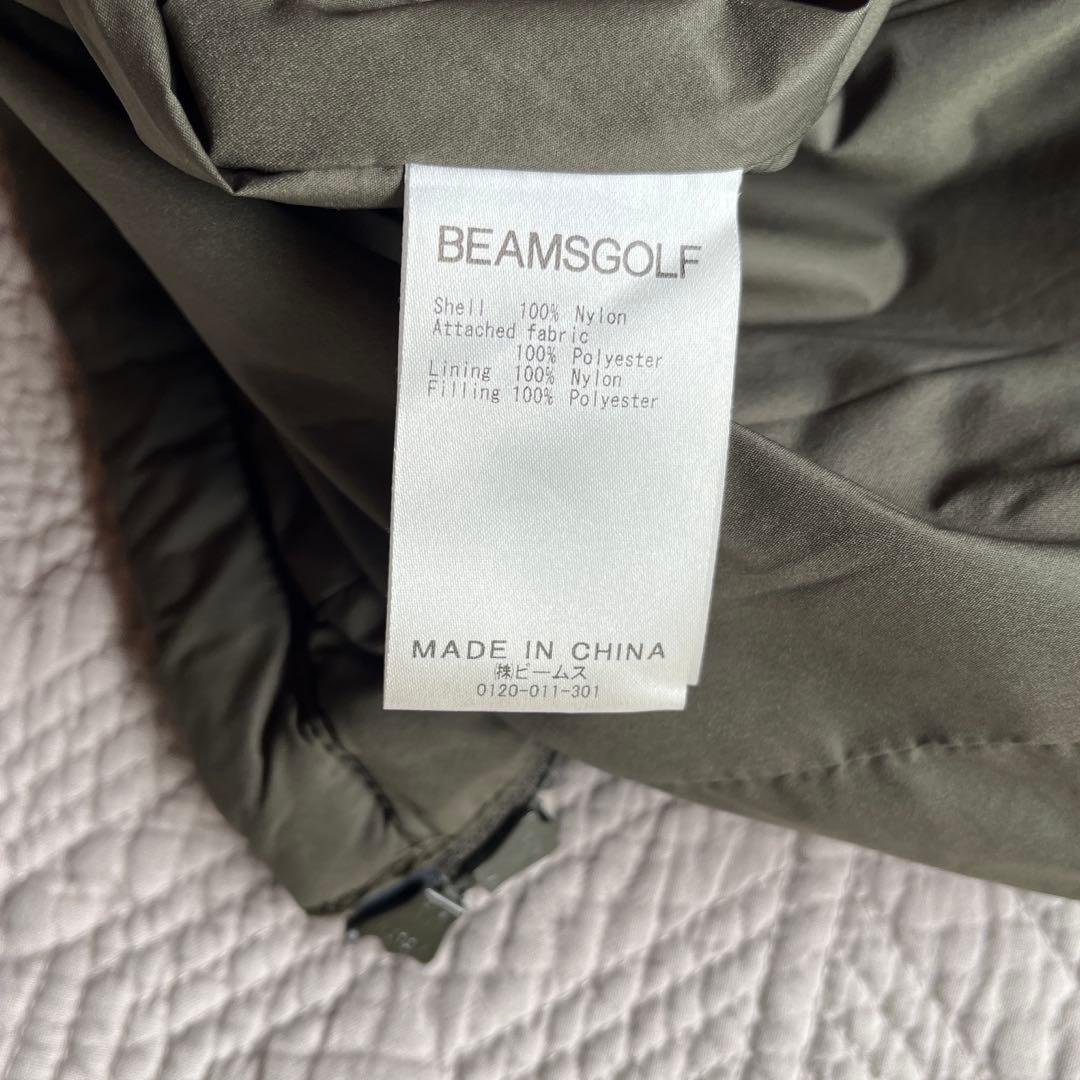 BEAMSGOLF
Shell 100% Nylon
Attached fabric
100% Polyester
Lining 100% Nylon
Filling 100% Polyester
MADE IN CHINA
㈱ビームス
0120-011-301